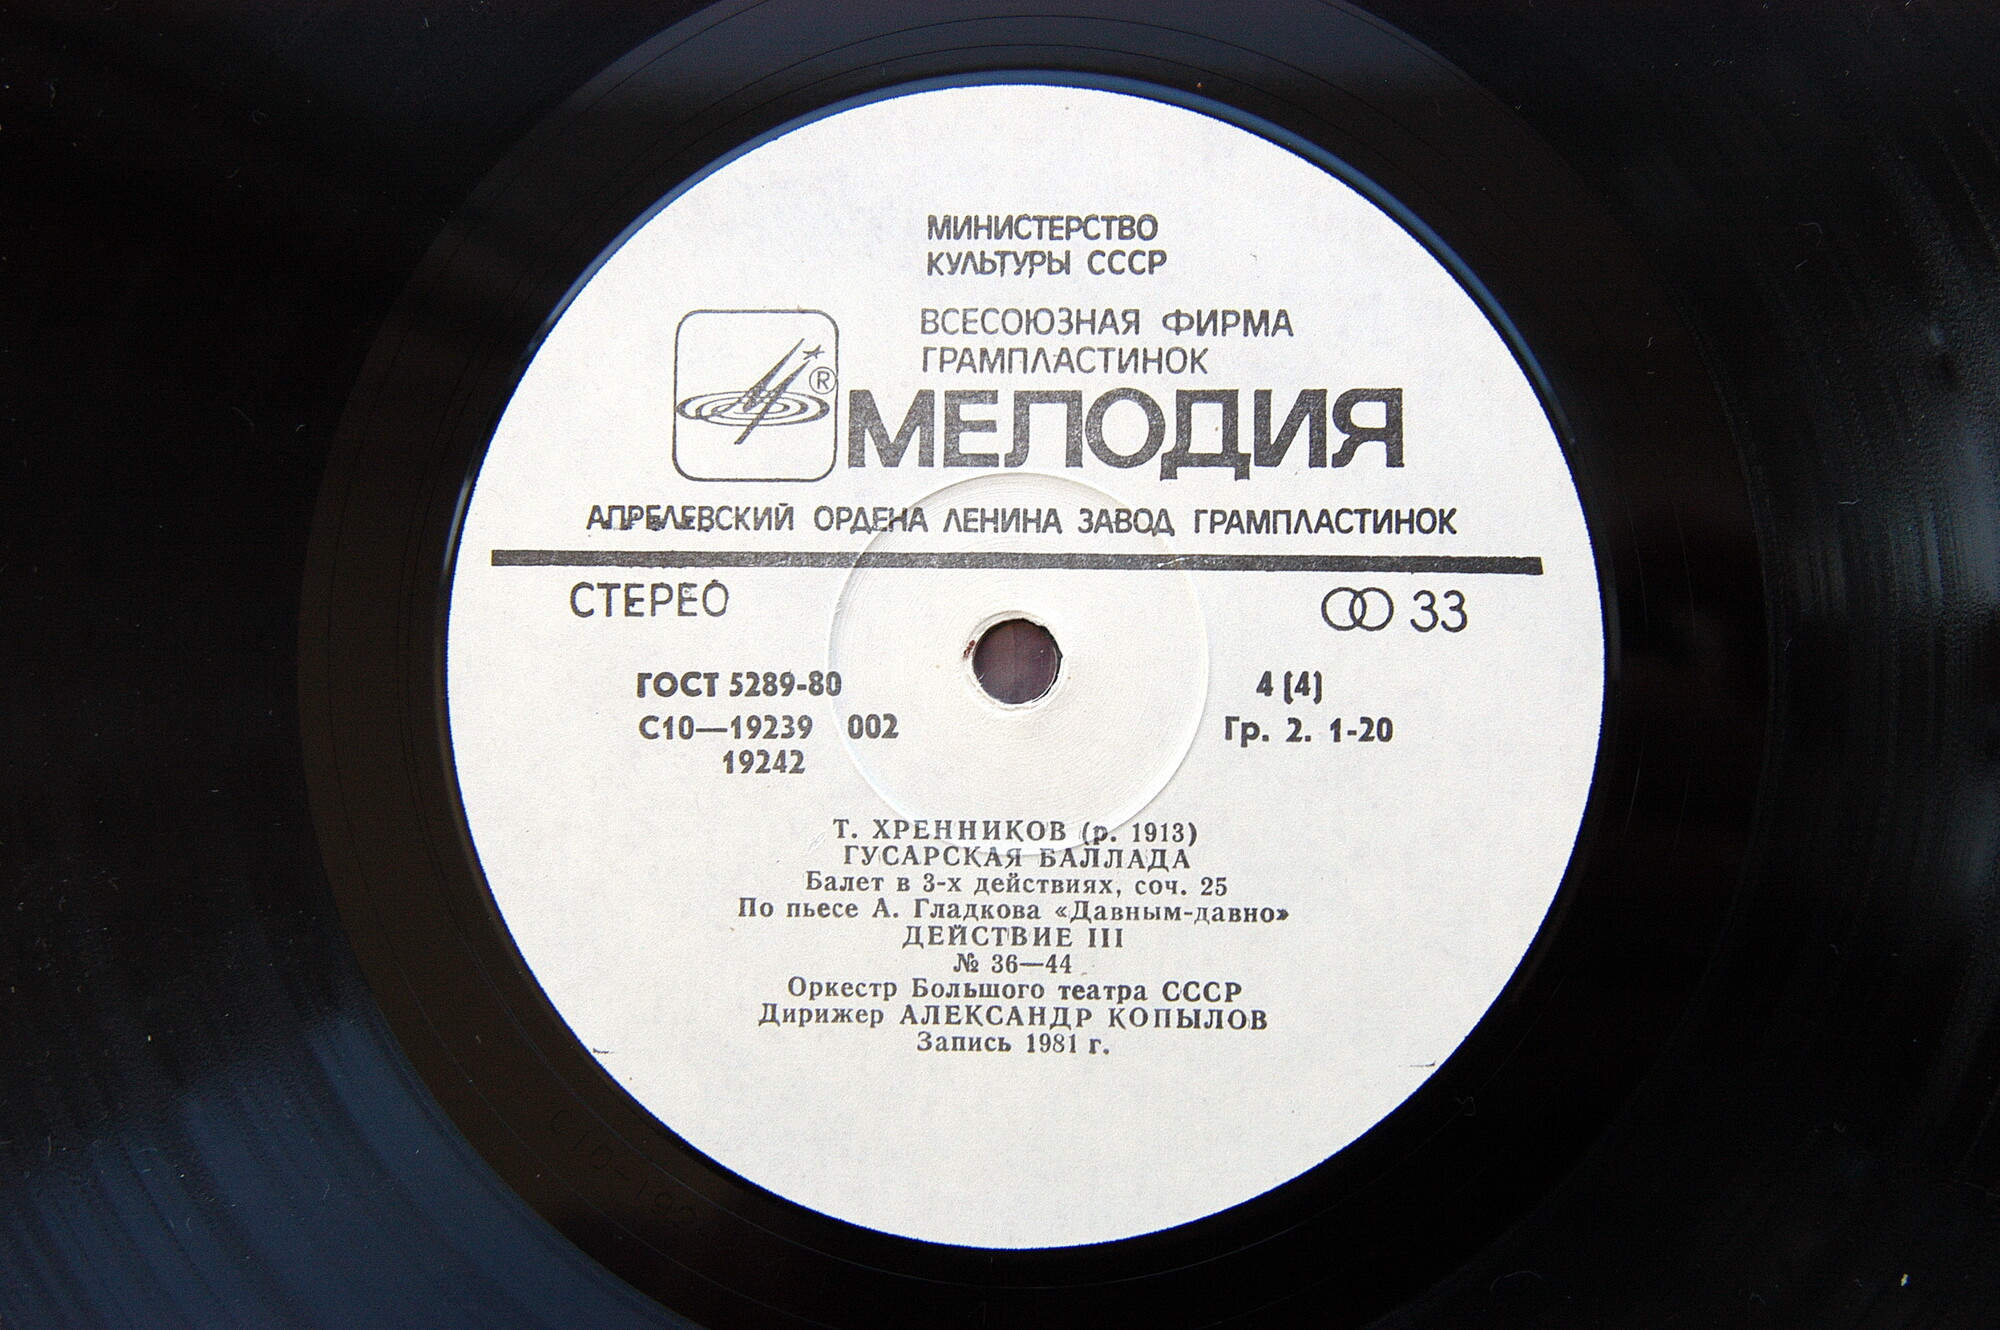 МИНИСТЕРСТВО
КУЛЬТУРЫ СССР
ВСЕСОЮЗНАЯ ФИРМА
ГРАМПЛАСТИНОК
®
МЕЛОДИЯ
АПРЕЛЕВСКИЙ ОРДЕНА ЛЕНИНА ЗАВОД ГРАМПЛАСТИНОК
СТЕРЕО 33
ГОСТ 5289-80 4 (4)
С10—19239 002 Гр. 2. 1-20
19242
Т. ХРЕННИКОВ (р. 1913)
ГУСАРСКАЯ БАЛЛАДА
Балет в 3-х действиях, соч. 25
По пьесе А. Гладкова «Давным-давно»
ДЕЙСТВИЕ III
№ 36—44
Оркестр Большого театра СССР
Дирижер АЛЕКСАНДР КОПЫЛОВ
Запись 1981 г.